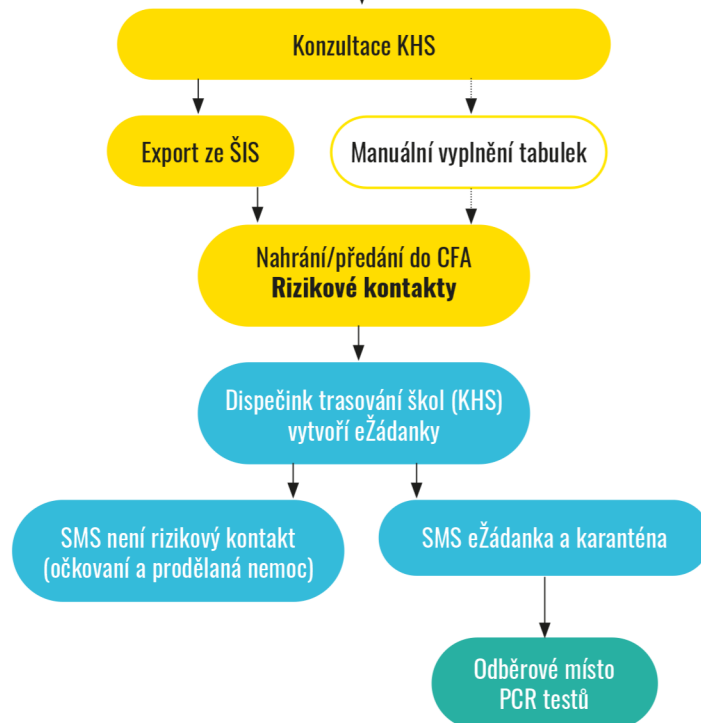 Konzultace KHS
Export ze ŠIS
Manuální vyplnění tabulek
Nahrání/předání do CFA
Rizikové kontakty
Dispečink trasování škol (KHS)
vytvoří eŽádanky
SMS není rizikový kontakt
(očkovaní a prodělaná nemoc)
SMS eŽádanka a karanténa
Odběrové místo
PCR testů